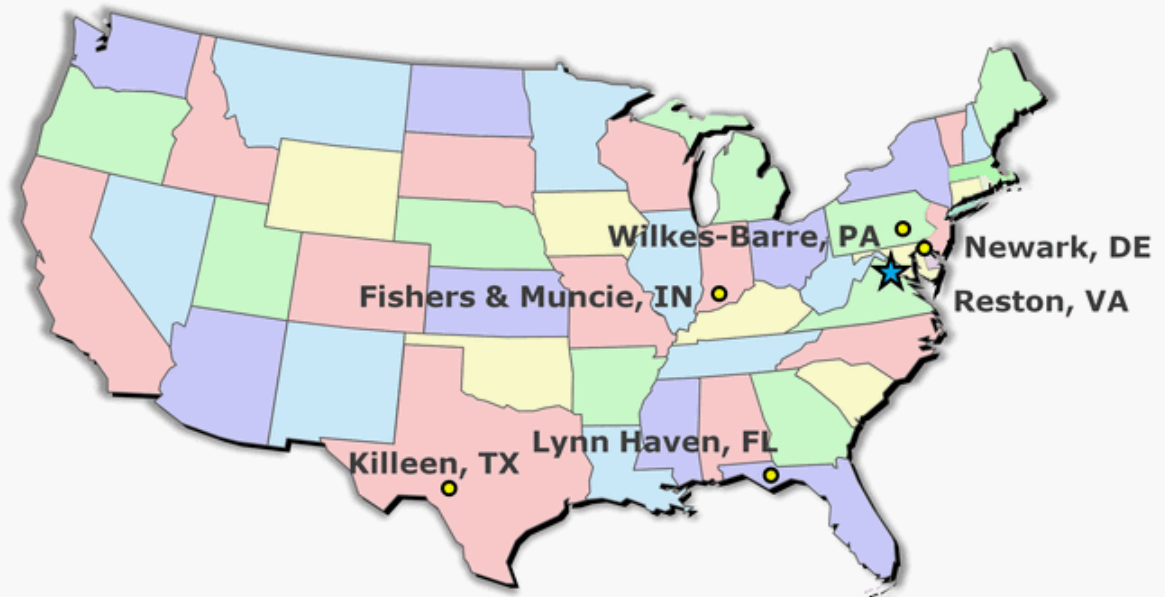 Wilkes-Barre, PA
Newark, DE
Fishers & Muncie, IN
Reston, VA
Lynn Haven, FL
Killeen, TX